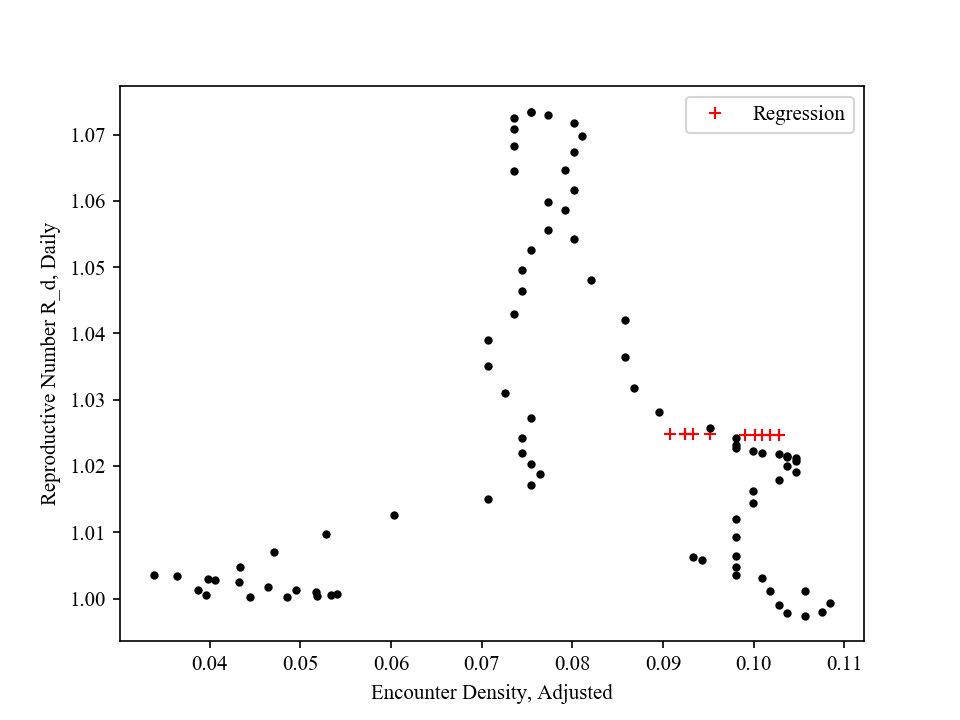 Regression
1.07
1.06
1.05
1.04
1.03
1.02
1.01
1.00
Reproductive Number R_d, Daily
0.04 0.05 0.06 0.07 0.08 0.09 0.10 0.11
Encounter Density, Adjusted